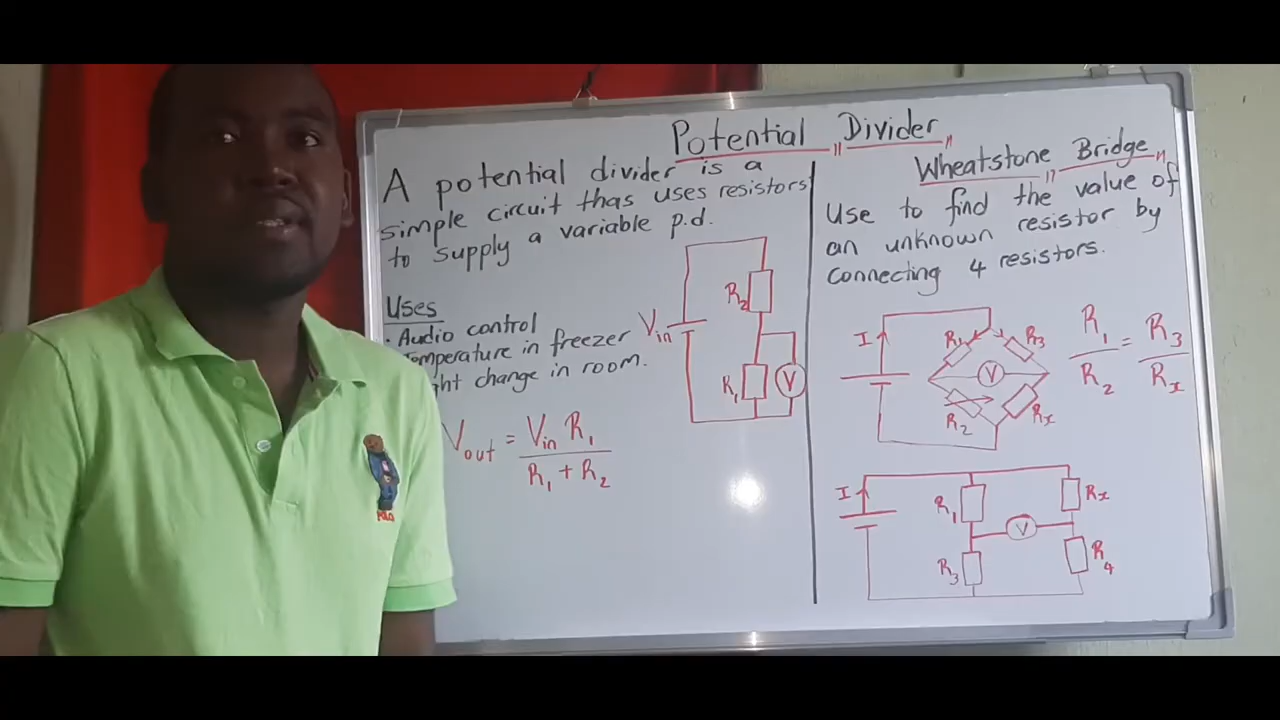 Potential Divider
A potential divider is a
simple circuit thas uses resistors
to supply a variable p.d.
Uses
· Audio control
Temperature in freezer
ght change in room.
Vout = Vin R1
R1 + R2
Vin
R2
R1
V
Wheatstone Bridge
Use to find the value of
an unknown resistor by
connecting 4 resistors.
I
R1
R3
V
R2
Rx
R1 = R3
R2 Rx
I
R1
Rx
V
R3
R4